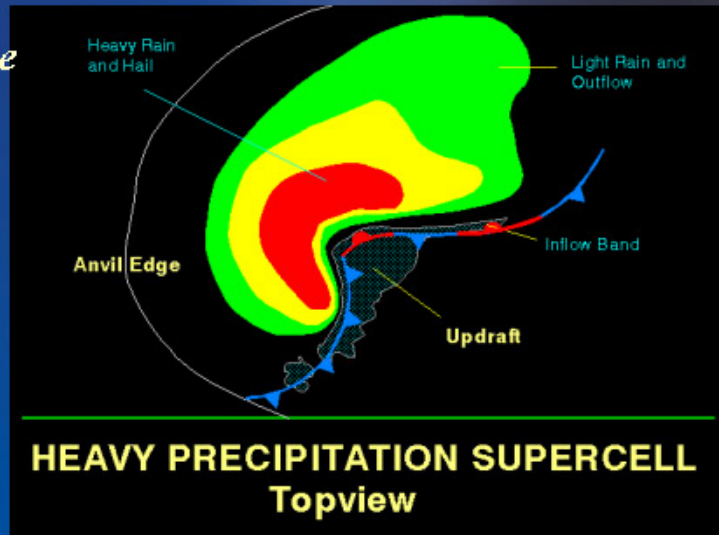 e
Heavy Rain
and Hail
Light Rain and
Outflow
Inflow Band
Anvil Edge
Updraft
HEAVY PRECIPITATION SUPERCELL
Topview